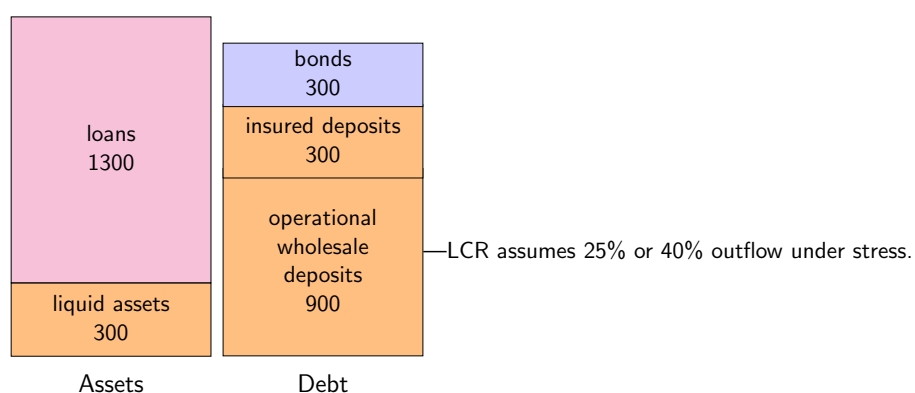 loans
1300
liquid assets
300
Assets
bonds
300
insured deposits
300
operational
wholesale
deposits
900
Debt
LCR assumes 25% or 40% outflow under stress.